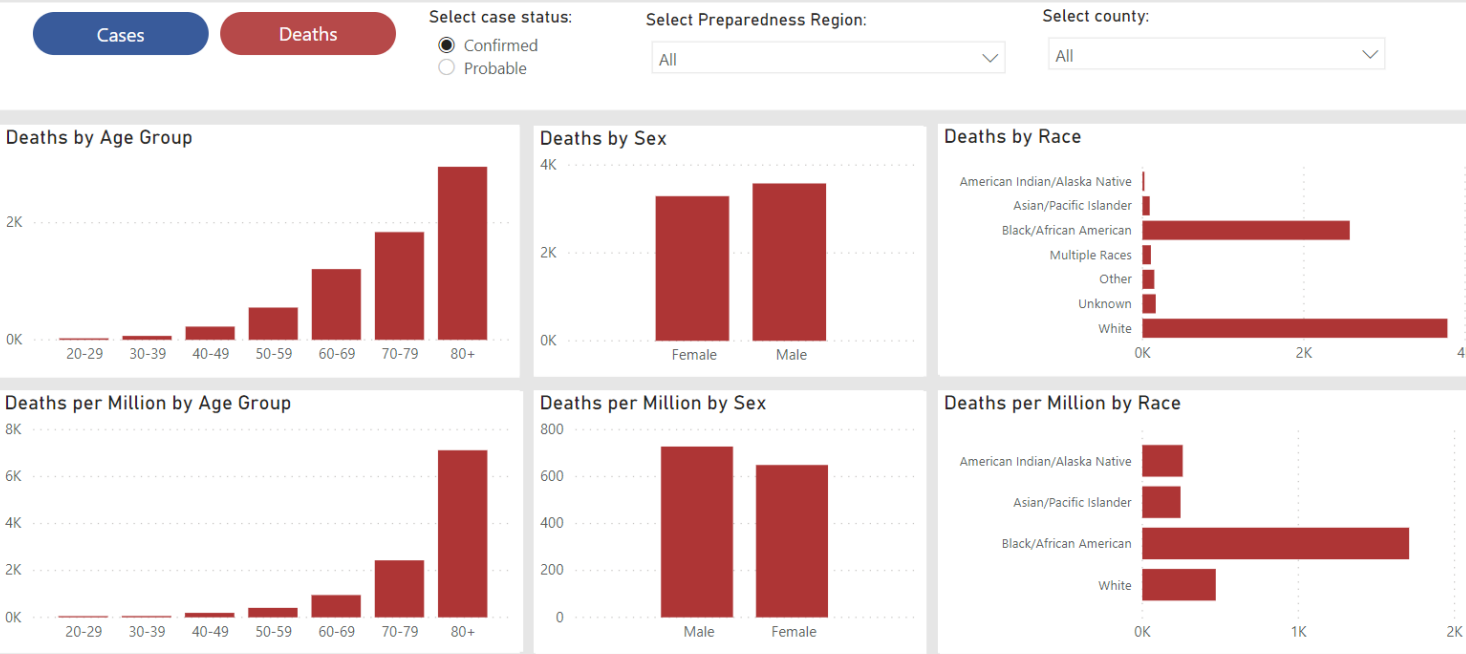 Cases
Deaths
Select case status:
Confirmed
Probable
Select Preparedness Region:
All
Select county:
All
Deaths by Age Group
2K
0K
20-29 30-39 40-49 50-59 60-69 70-79 80+
Deaths by Sex
4K
2K
0K
Female Male
Deaths by Race
American Indian/Alaska Native
Asian/Pacific Islander
Black/African American
Multiple Races
Other
Unknown
White
0K 2K 4
Deaths per Million by Age Group
8K
6K
4K
2K
0K
20-29 30-39 40-49 50-59 60-69 70-79 80+
Deaths per Million by Sex
800
600
400
200
0
Male Female
Deaths per Million by Race
American Indian/Alaska Native
Asian/Pacific Islander
Black/African American
White
0K 1K 2K